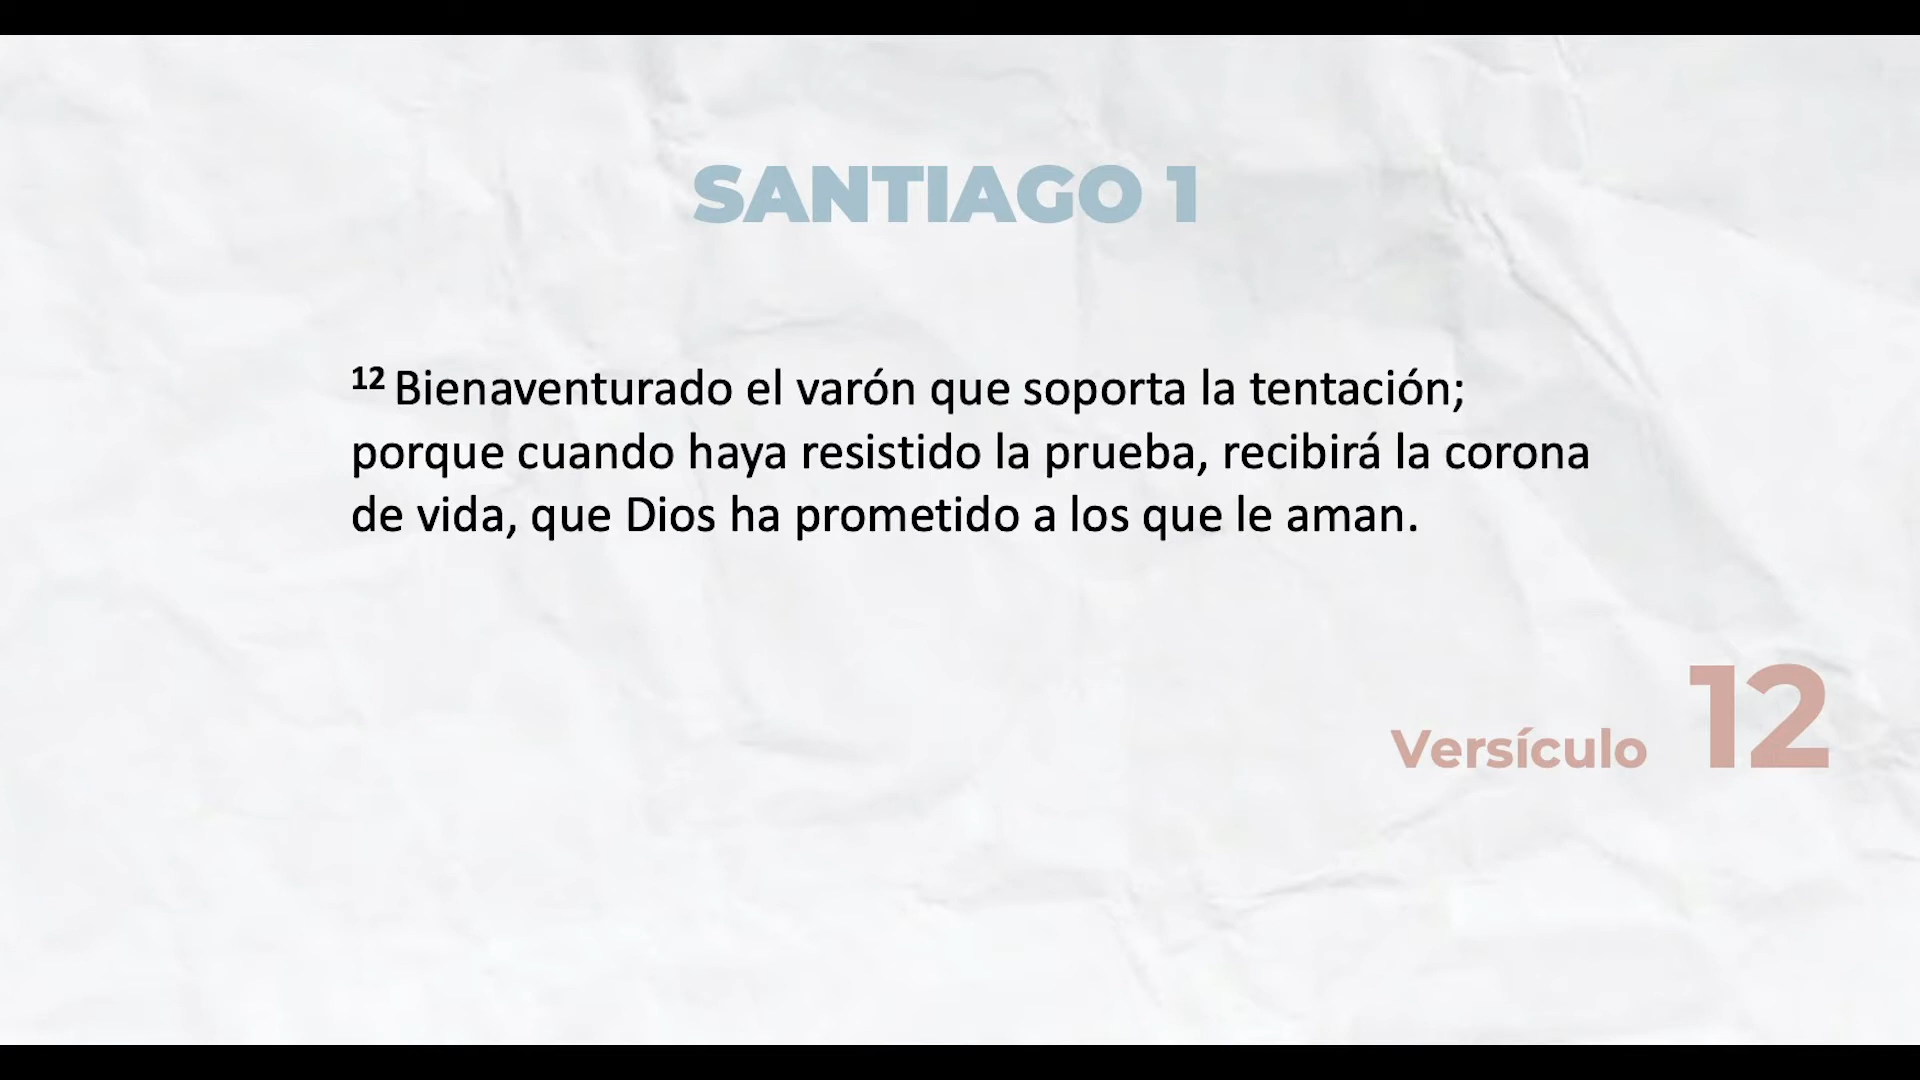 SANTIAGO 1
12 Bienaventurado el varón que soporta la tentación;
porque cuando haya resistido la prueba, recibirá la corona
de vida, que Dios ha prometido a los que le aman.
Versículo 12